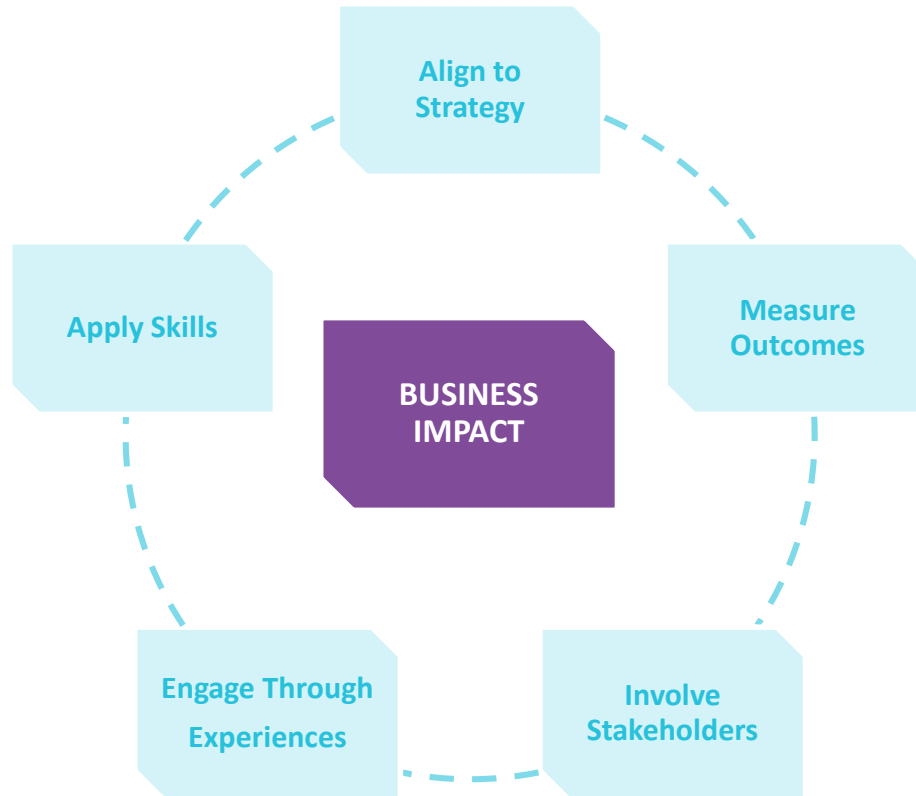 Align to
Strategy
Apply Skills
Measure
Outcomes
BUSINESS
IMPACT
Engage Through
Experiences
Involve
Stakeholders